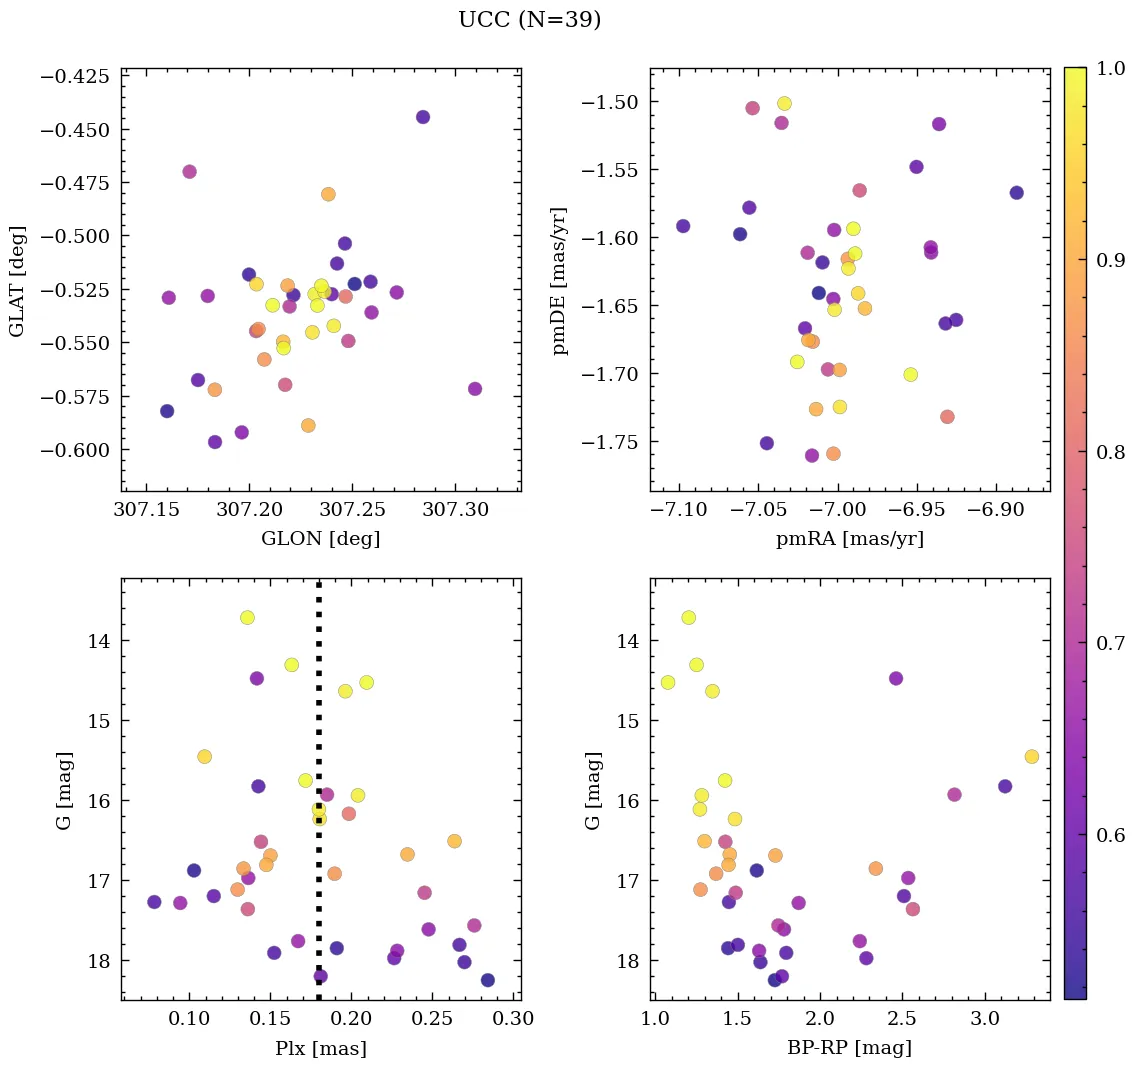 UCC (N=39)
−0.425
−0.450
−0.475
−0.500
−0.525
−0.550
−0.575
−0.600
GLAT [deg]
307.15 307.20 307.25 307.30
GLON [deg]
−1.50
−1.55
−1.60
−1.65
−1.70
−1.75
pmDE [mas/yr]
−7.10 −7.05 −7.00 −6.95 −6.90
pmRA [mas/yr]
1.0
0.9
0.8
0.7
0.6
14
15
16
17
18
G [mag]
0.10 0.15 0.20 0.25 0.30
Plx [mas]
14
15
16
17
18
G [mag]
1.0 1.5 2.0 2.5 3.0
BP-RP [mag]